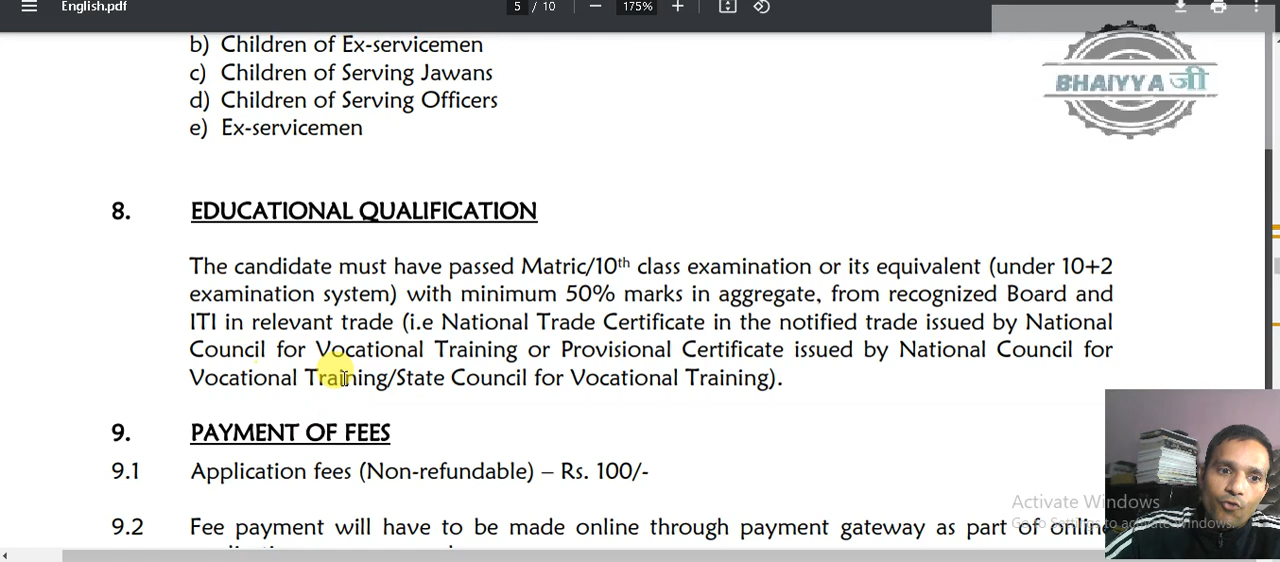 English.pdf
5 / 10
175%
b) Children of Ex-servicemen
c) Children of Serving Jawans
d) Children of Serving Officers
e) Ex-servicemen
BHAIYYA जी
8. EDUCATIONAL QUALIFICATION
The candidate must have passed Matric/10th class examination or its equivalent (under 10+2
examination system) with minimum 50% marks in aggregate, from recognized Board and
ITI in relevant trade (i.e National Trade Certificate in the notified trade issued by National
Council for Vocational Training or Provisional Certificate issued by National Council for
Vocational Training/State Council for Vocational Training).
9. PAYMENT OF FEES
9.1 Application fees (Non-refundable) – Rs. 100/-
Activate Windows
Go to Settings to activate Windows.
9.2 Fee payment will have to be made online through payment gateway as part of online